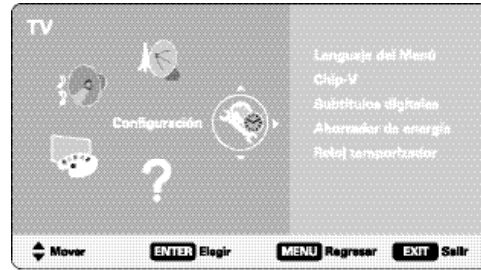 TV
Lenguaje del Menú
Chip-V
Subtítulos digitales
Configuración
Ahorrador de energía
Reloj temporizador
Mover
ENTER Elegir
MENU Regresar
EXIT Salir